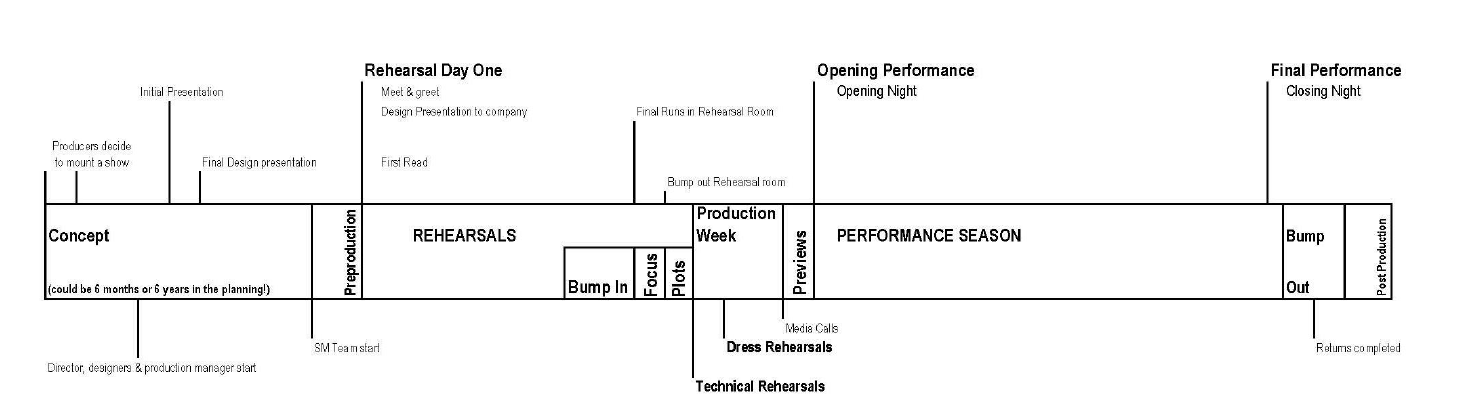 Rehearsal Day One
Opening Performance
Final Performance
Initial Presentation
Meet & greet
Opening Night
Closing Night
Design Presentation to company
Final Runs in Rehearsal Room
Producers decide
to mount a show
Final Design presentation
First Read
Bump out Rehearsal room
Concept
(could be 6 months or 6 years in the planning!)
Preproduction
REHEARSALS
Bump In
Focus
Plots
Production
Week
Previews
PERFORMANCE SEASON
Bump
Out
Post Production
Media Calls
SM Team start
Dress Rehearsals
Returns completed
Director, designers & production manager start
Technical Rehearsals